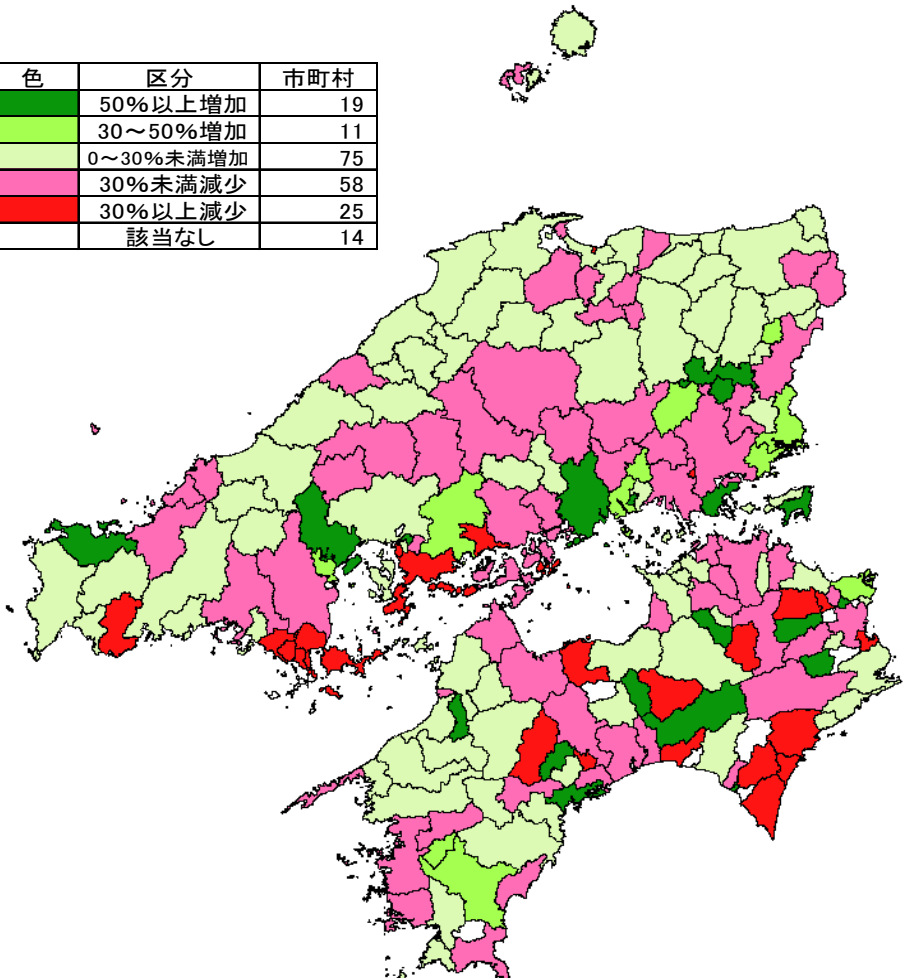 色 区分 市町村
50%以上増加 19
30～50%増加 11
0～30%未満増加 75
30%未満減少 58
30%以上減少 25
該当なし 14